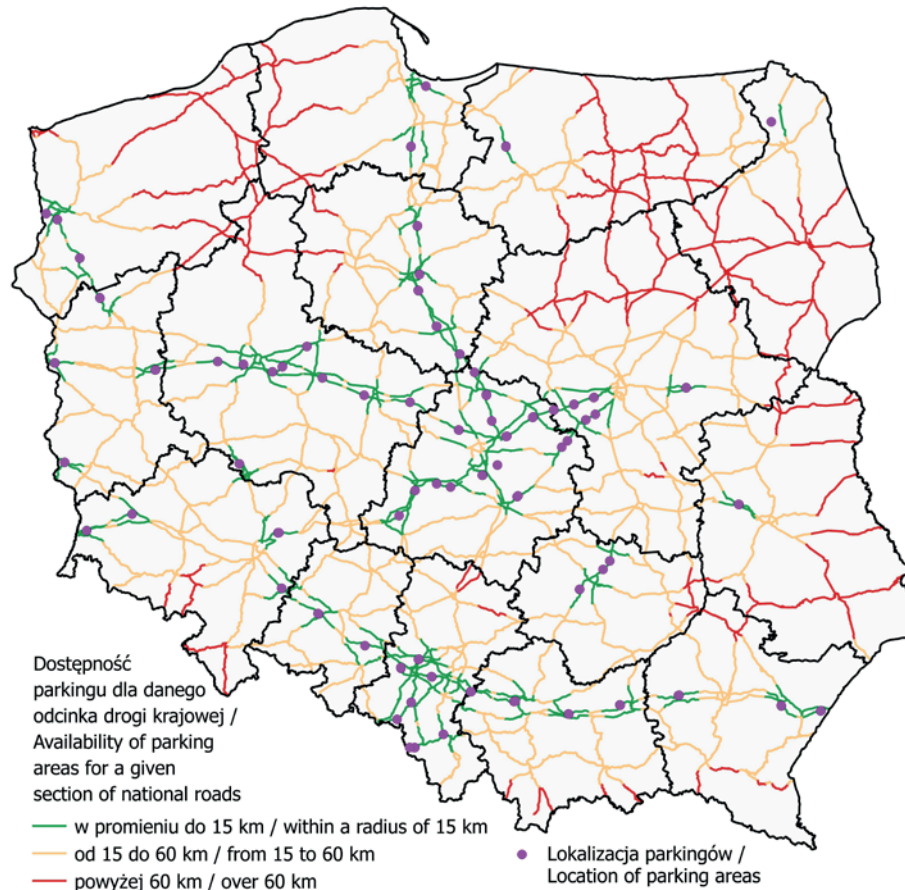 Dostępność
parkingu dla danego
odcinka drogi krajowej /
Availability of parking
areas for a given
section of national roads
w promieniu do 15 km / within a radius of 15 km
od 15 do 60 km / from 15 to 60 km
powyżej 60 km / over 60 km
Lokalizacja parkingów /
Location of parking areas